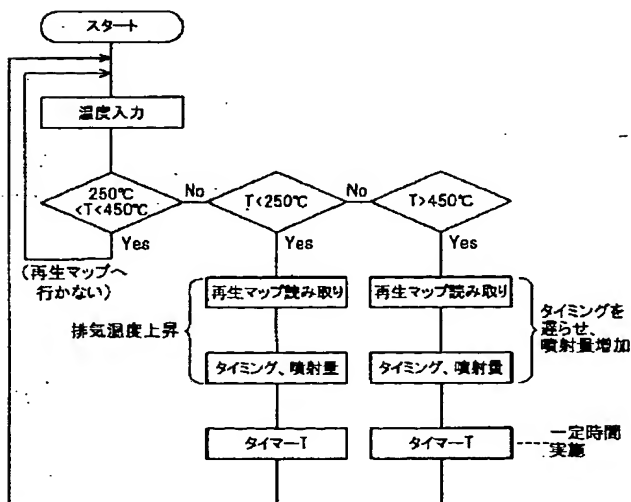 スタート
温度入力
250℃
<T<450℃
No
T<250℃
No
T>450℃
Yes
Yes
Yes
(再生マップへ
行かない)
再生マップ読み取り
再生マップ読み取り
排気温度上昇
タイミングを
遅らせ、
噴射量増加
タイミング、噴射量
タイミング、噴射量
タイマーT
タイマーT
一定時間
実施